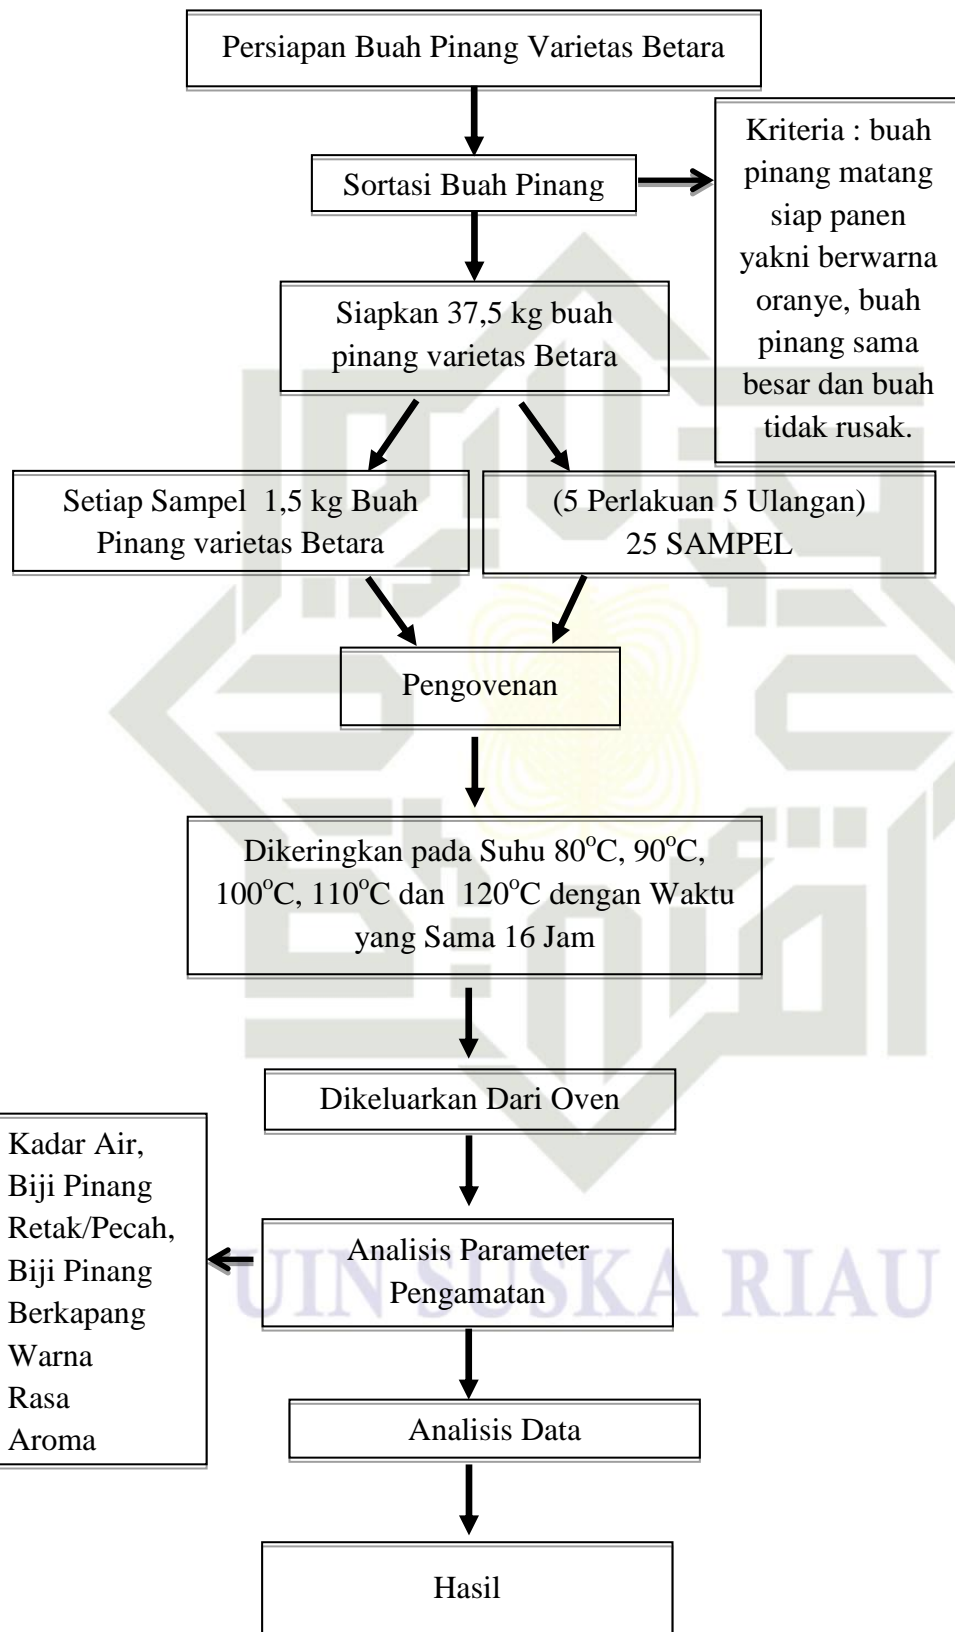 Persiapan Buah Pinang Varietas Betara
Sortasi Buah Pinang
Kriteria : buah
pinang matang
siap panen
yakni berwarna
oranye, buah
pinang sama
besar dan buah
tidak rusak.
Siapkan 37,5 kg buah
pinang varietas Betara
Setiap Sampel 1,5 kg Buah
Pinang varietas Betara
(5 Perlakuan 5 Ulangan)
25 SAMPEL
Pengovenan
Dikeringkan pada Suhu 80°C, 90°C,
100°C, 110°C dan 120°C dengan Waktu
yang Sama 16 Jam
Dikeluarkan Dari Oven
Analisis Parameter
Pengamatan
Kadar Air,
Biji Pinang
Retak/Pecah,
Biji Pinang
Berkapang
Warna
Rasa
Aroma
UIN SUSKA RIAU
Analisis Data
Hasil